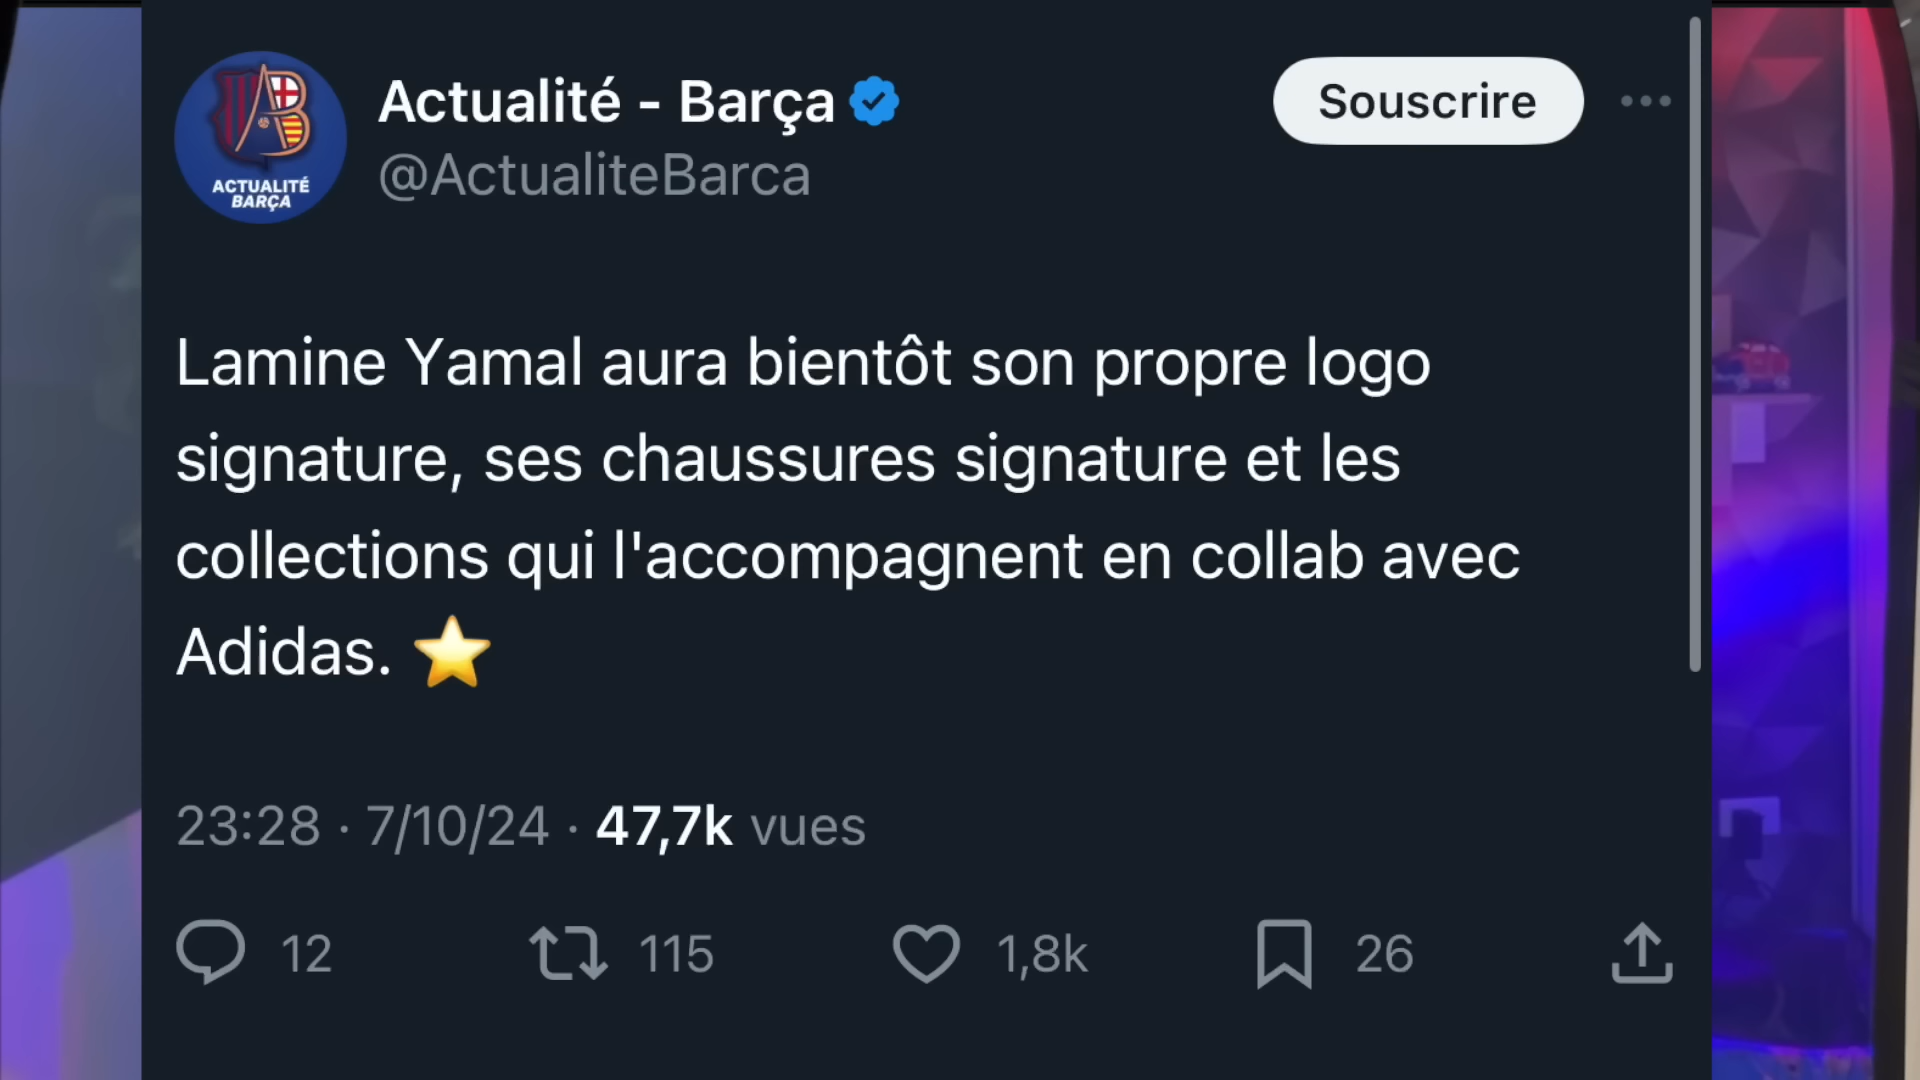 Actualité - Barça
Souscrire
@ActualiteBarca
ACTUALITÉ
BARÇA
Lamine Yamal aura bientôt son propre logo
signature, ses chaussures signature et les
collections qui l'accompagnent en collab avec
Adidas. ⭐
23:28 · 7/10/24 · 47,7k vues
12 115 1,8k 26